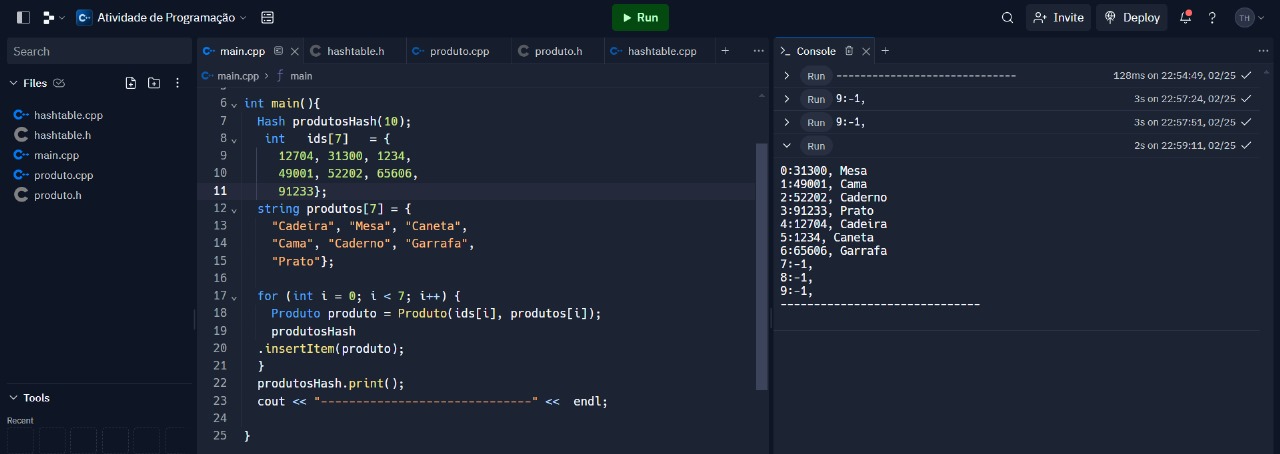 C++ Atividade de Programação
Run
Invite
Deploy
?
TH
Search
Files
C++ hashtable.cpp
C hashtable.h
C++ main.cpp
C++ produto.cpp
C produto.h
Tools
Recent
C++ main.cpp
C hashtable.h
C++ produto.cpp
C produto.h
C++ hashtable.cpp
+
...
C++ main.cpp > f main
6 int main(){
7 Hash produtosHash(10);
8 int ids[7] = {
9 12704, 31300, 1234,
10 49001, 52202, 65606,
11 91233};
12 string produtos[7] = {
13 "Cadeira", "Mesa", "Caneta",
14 "Cama", "Caderno", "Garrafa",
15 "Prato"};
16
17 for (int i = 0; i < 7; i++) {
18 Produto produto = Produto(ids[i], produtos[i]);
19 produtosHash
20 .insertItem(produto);
21 }
22 produtosHash.print();
23 cout << "------------------------------" << endl;
24
25 }
>_ Console
+
...
> Run ------------------------------ 128ms on 22:54:49, 02/25
> Run 9:-1, 3s on 22:57:24, 02/25
> Run 9:-1, 3s on 22:57:51, 02/25
Run 2s on 22:59:11, 02/25
0:31300, Mesa
1:49001, Cama
2:52202, Caderno
3:91233, Prato
4:12704, Cadeira
5:1234, Caneta
6:65606, Garrafa
7:-1,
8:-1,
9:-1,
------------------------------